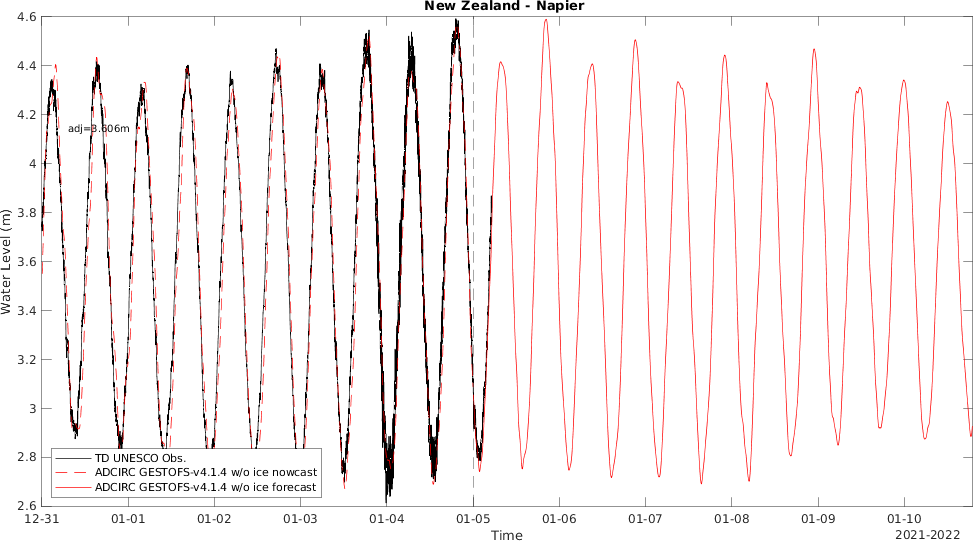 New Zealand - Napier
4.6
4.4
4.2
4
3.8
3.6
3.4
3.2
3
2.8
2.6
Water Level (m)
adj=3.606m
TD UNESCO Obs.
ADCIRC GESTOFS-v4.1.4 w/o ice nowcast
ADCIRC GESTOFS-v4.1.4 w/o ice forecast
12-31 01-01 01-02 01-03 01-04 01-05 01-06 01-07 01-08 01-09 01-10
Time
2021-2022